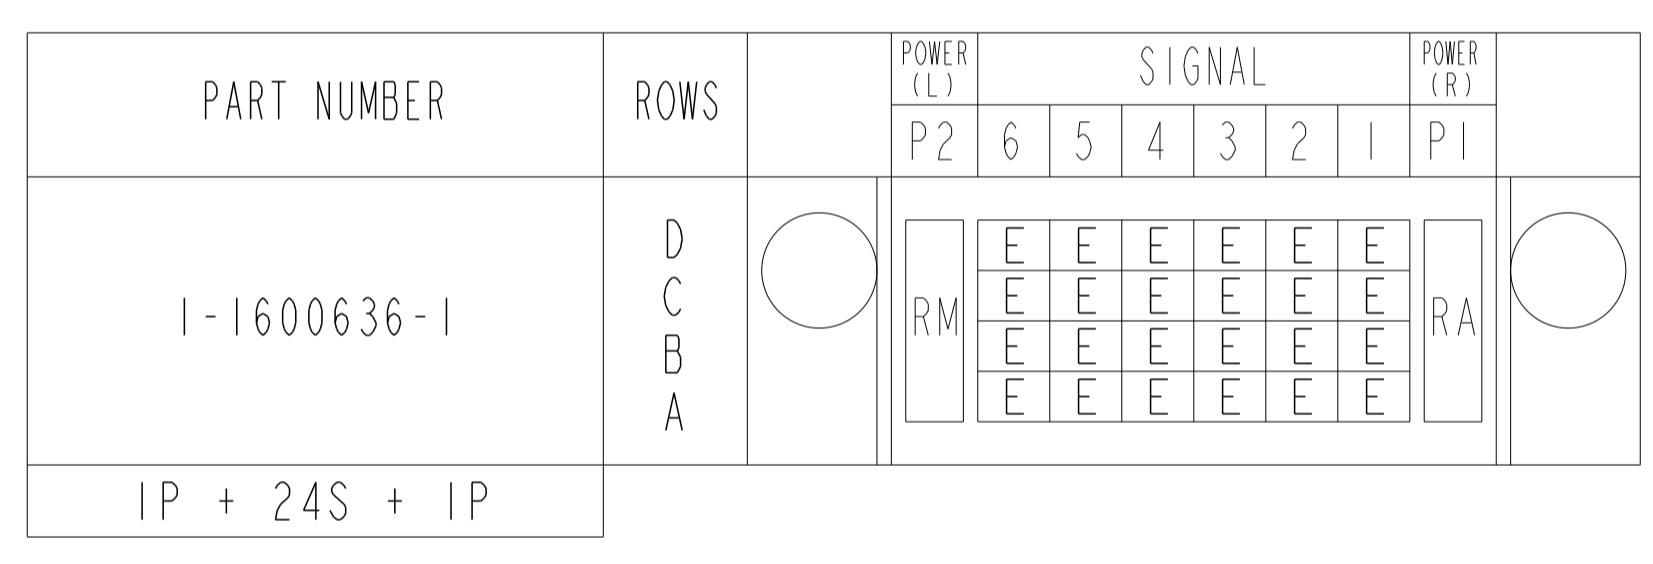 PART NUMBER ROWS POWER (L) SIGNAL POWER (R)
P2 6 5 4 3 2 1 P1
1-1600636-1
D E E E E E E
C E E E E E E
B E E E E E E
A E E E E E E
RM RA
1P + 24S + 1P